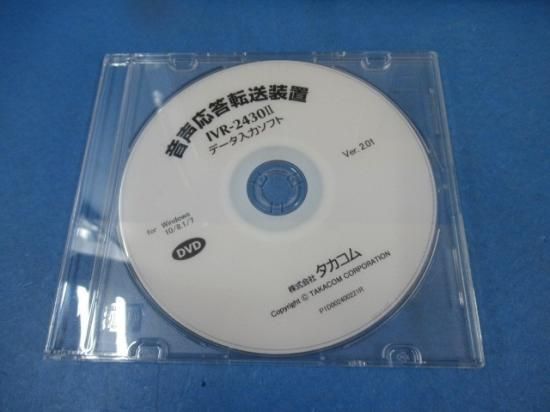 音声応答転送装置
IVR-2430II
データ入力ソフト
Ver. 2.01
for Windows
10/8.1/7
DVD
株式会社 タカコム
Copyright © TAKACOM CORPORATION
P1D002400221R